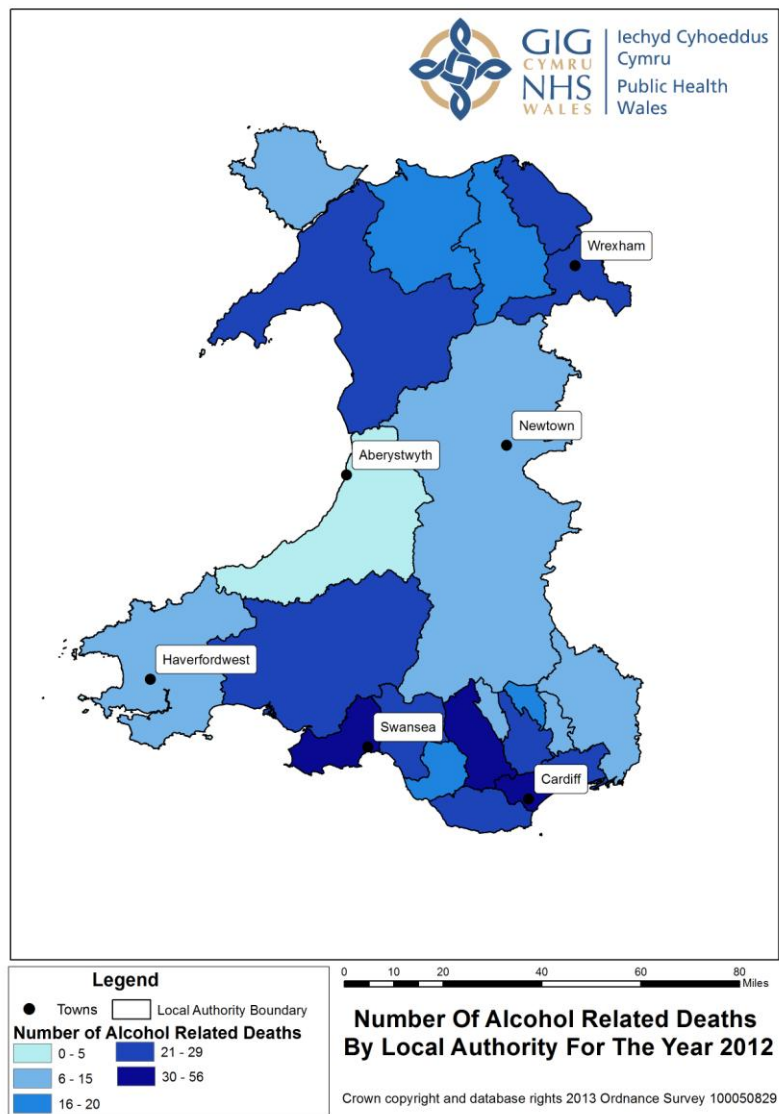 GIG
CYMRU
NHS
WALES
Iechyd Cyhoeddus
Cymru
Public Health
Wales
Wrexham
Newtown
Aberystwyth
Haverfordwest
Swansea
Cardiff
Legend
Towns
Local Authority Boundary
Number of Alcohol Related Deaths
0 - 5
6 - 15
16 - 20
21 - 29
30 - 56
0 10 20 40 60 80
Miles
Number Of Alcohol Related Deaths
By Local Authority For The Year 2012
Crown copyright and database rights 2013 Ordnance Survey 100050829